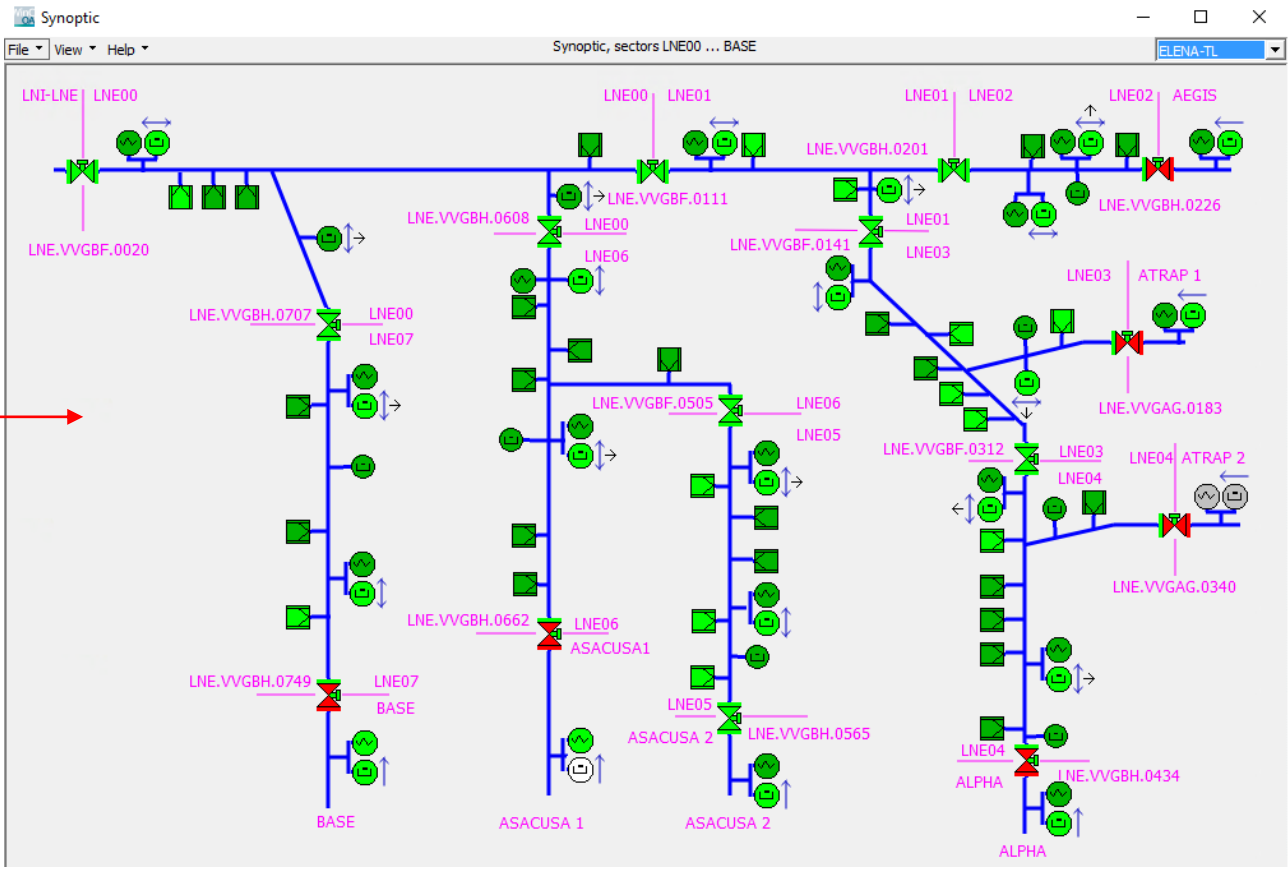 Synoptic
File View Help
Synoptic, sectors LNE00 ... BASE
ELENA-TL
LNI-LNE LNE00
LNE00 LNE01
LNE01 LNE02
LNE02 AEGIS
LNE.VVGBH.0201
LNE.VVGBF.0111
LNE.VVGBH.0226
LNE.VVGBF.0020
LNE.VVGBH.0608
LNE00
LNE06
LNE.VVGBF.0141
LNE01
LNE03
LNE03 ATRAP 1
LNE.VVGBH.0707
LNE00
LNE07
LNE.VVGAG.0183
LNE.VVGBF.0505
LNE06
LNE05
LNE.VVGBF.0312
LNE03
LNE04
LNE04 ATRAP 2
LNE.VVGAG.0340
LNE.VVGBH.0662
LNE06
ASACUSA1
LNE.VVGBH.0749
LNE07
BASE
LNE05
ASACUSA 2
LNE.VVGBH.0565
LNE04
ALPHA
LNE.VVGBH.0434
BASE
ASACUSA 1
ASACUSA 2
ALPHA